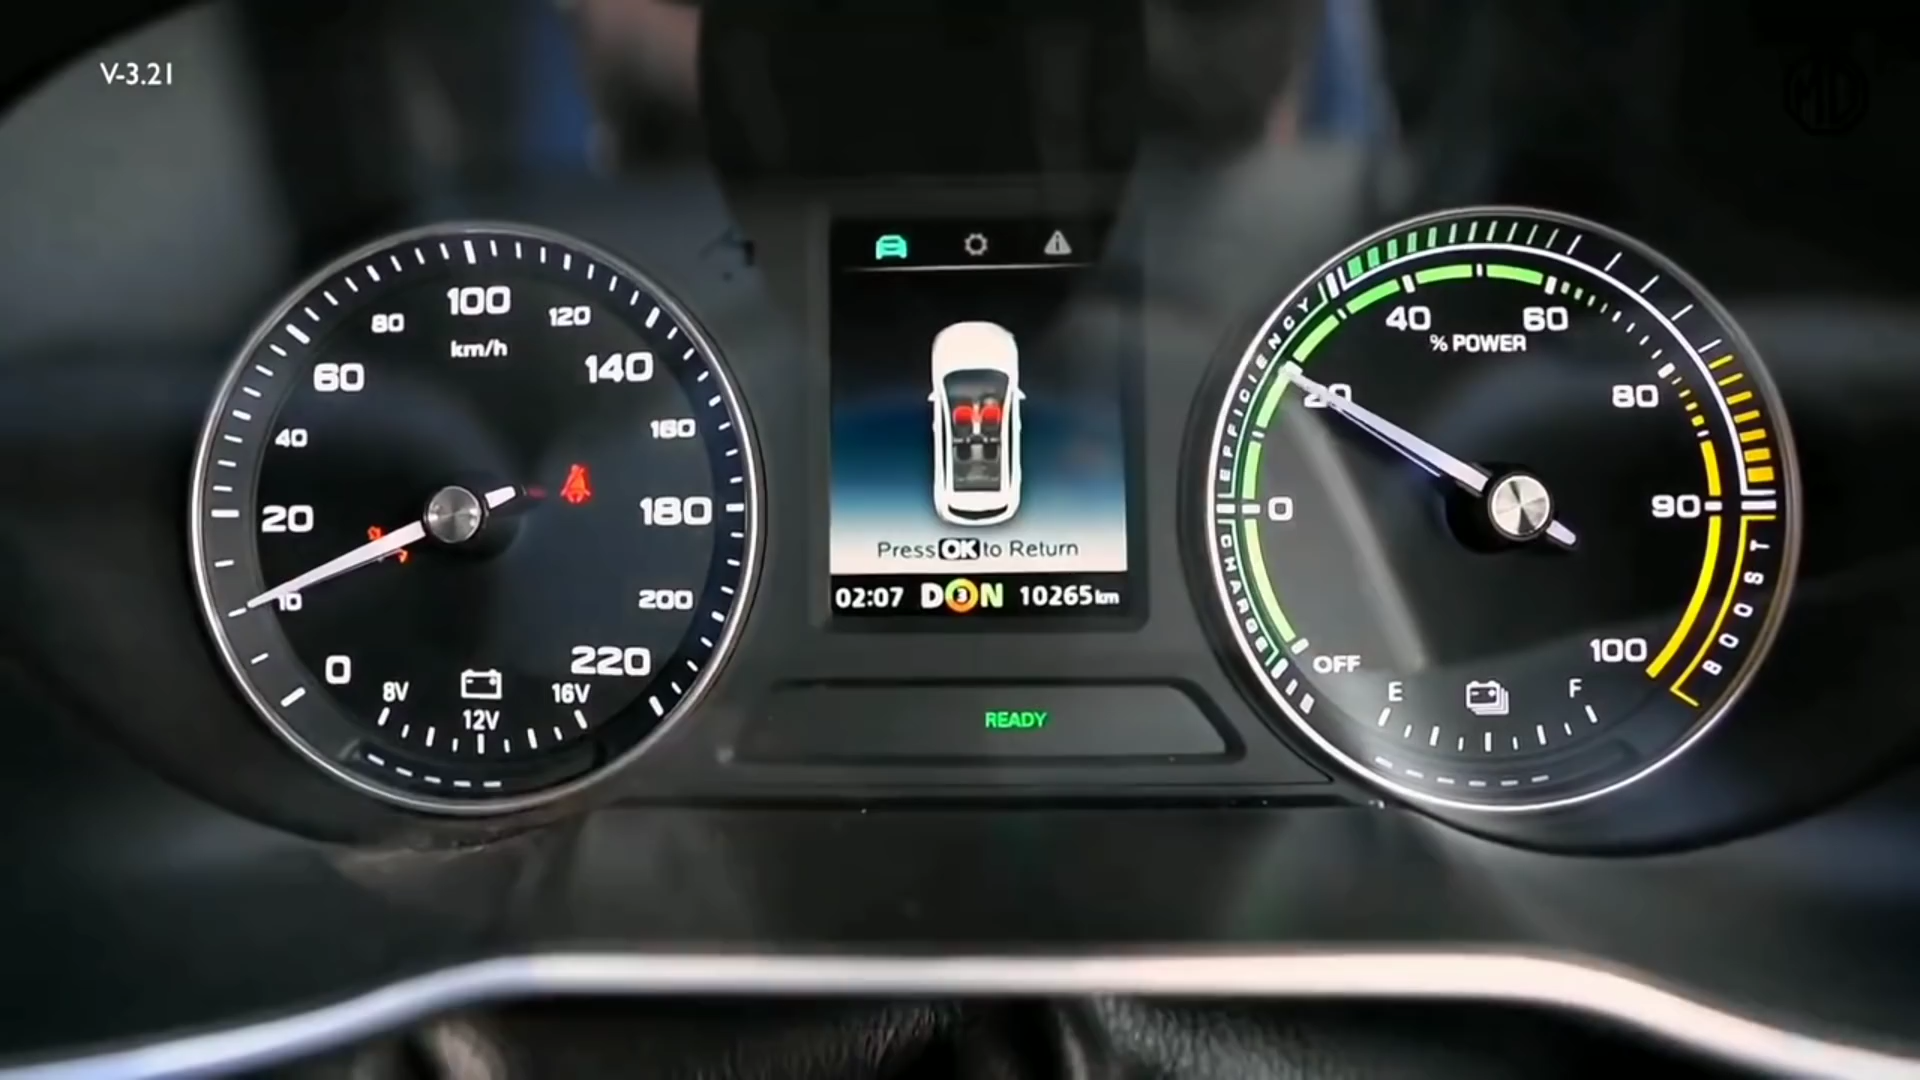 V-3.21
MD
100
80
120
km/h
60
140
40
160
20
180
10
200
0
220
8V
16V
12V
Press OK to Return
02:07 D 3 N 10265km
READY
EFFICIENCY
40
60
% POWER
20
80
0
90
CHARGE
BOOST
OFF
100
E
F